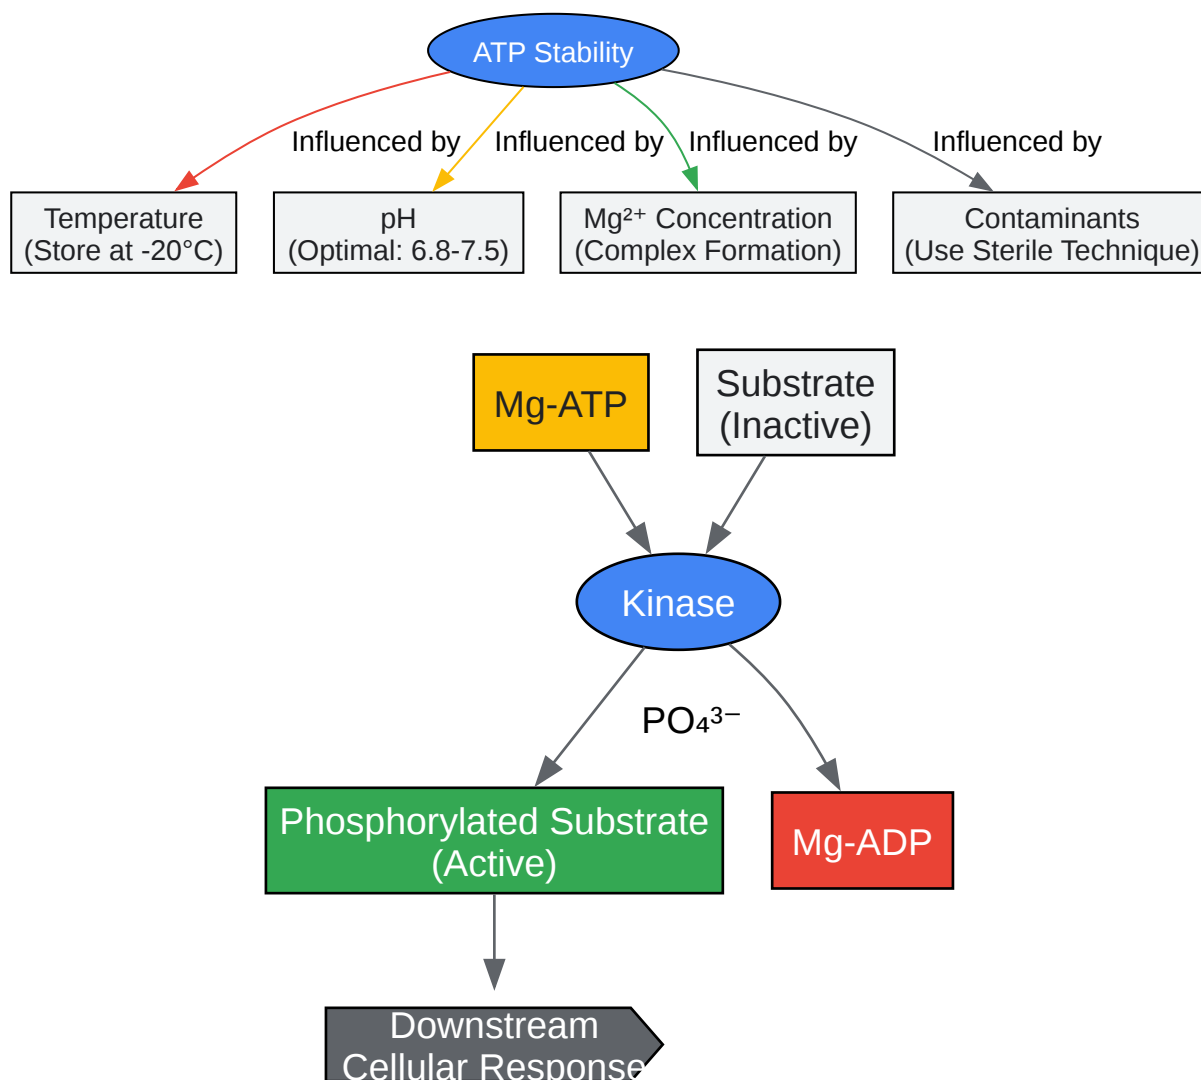 ATP Stability
Influenced by
Influenced by
Influenced by
Influenced by
Temperature
(Store at -20°C)
pH
(Optimal: 6.8-7.5)
Mg²⁺ Concentration
(Complex Formation)
Contaminants
(Use Sterile Technique)
Mg-ATP
Substrate
(Inactive)
Kinase
PO₄³⁻
Phosphorylated Substrate
(Active)
Mg-ADP
Downstream
Cellular Response